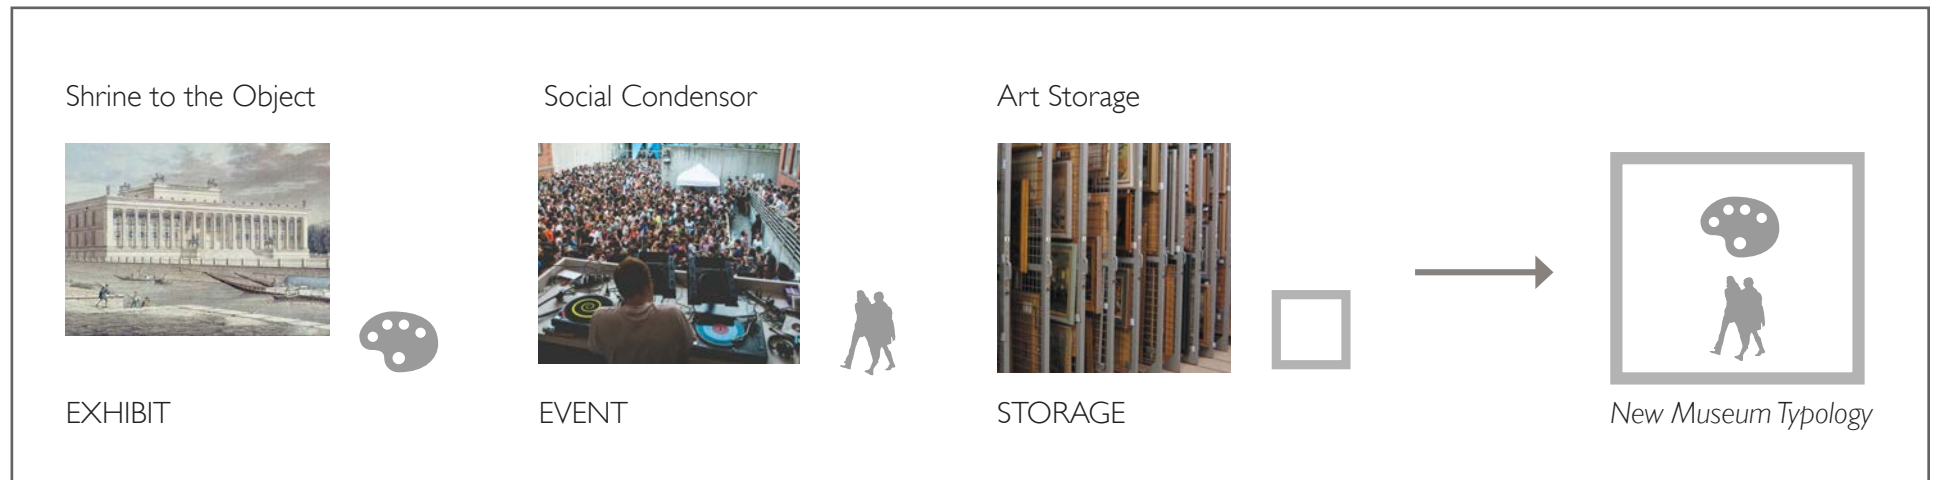 Shrine to the Object
Social Condensor
Art Storage
EXHIBIT
EVENT
STORAGE
New Museum Typology